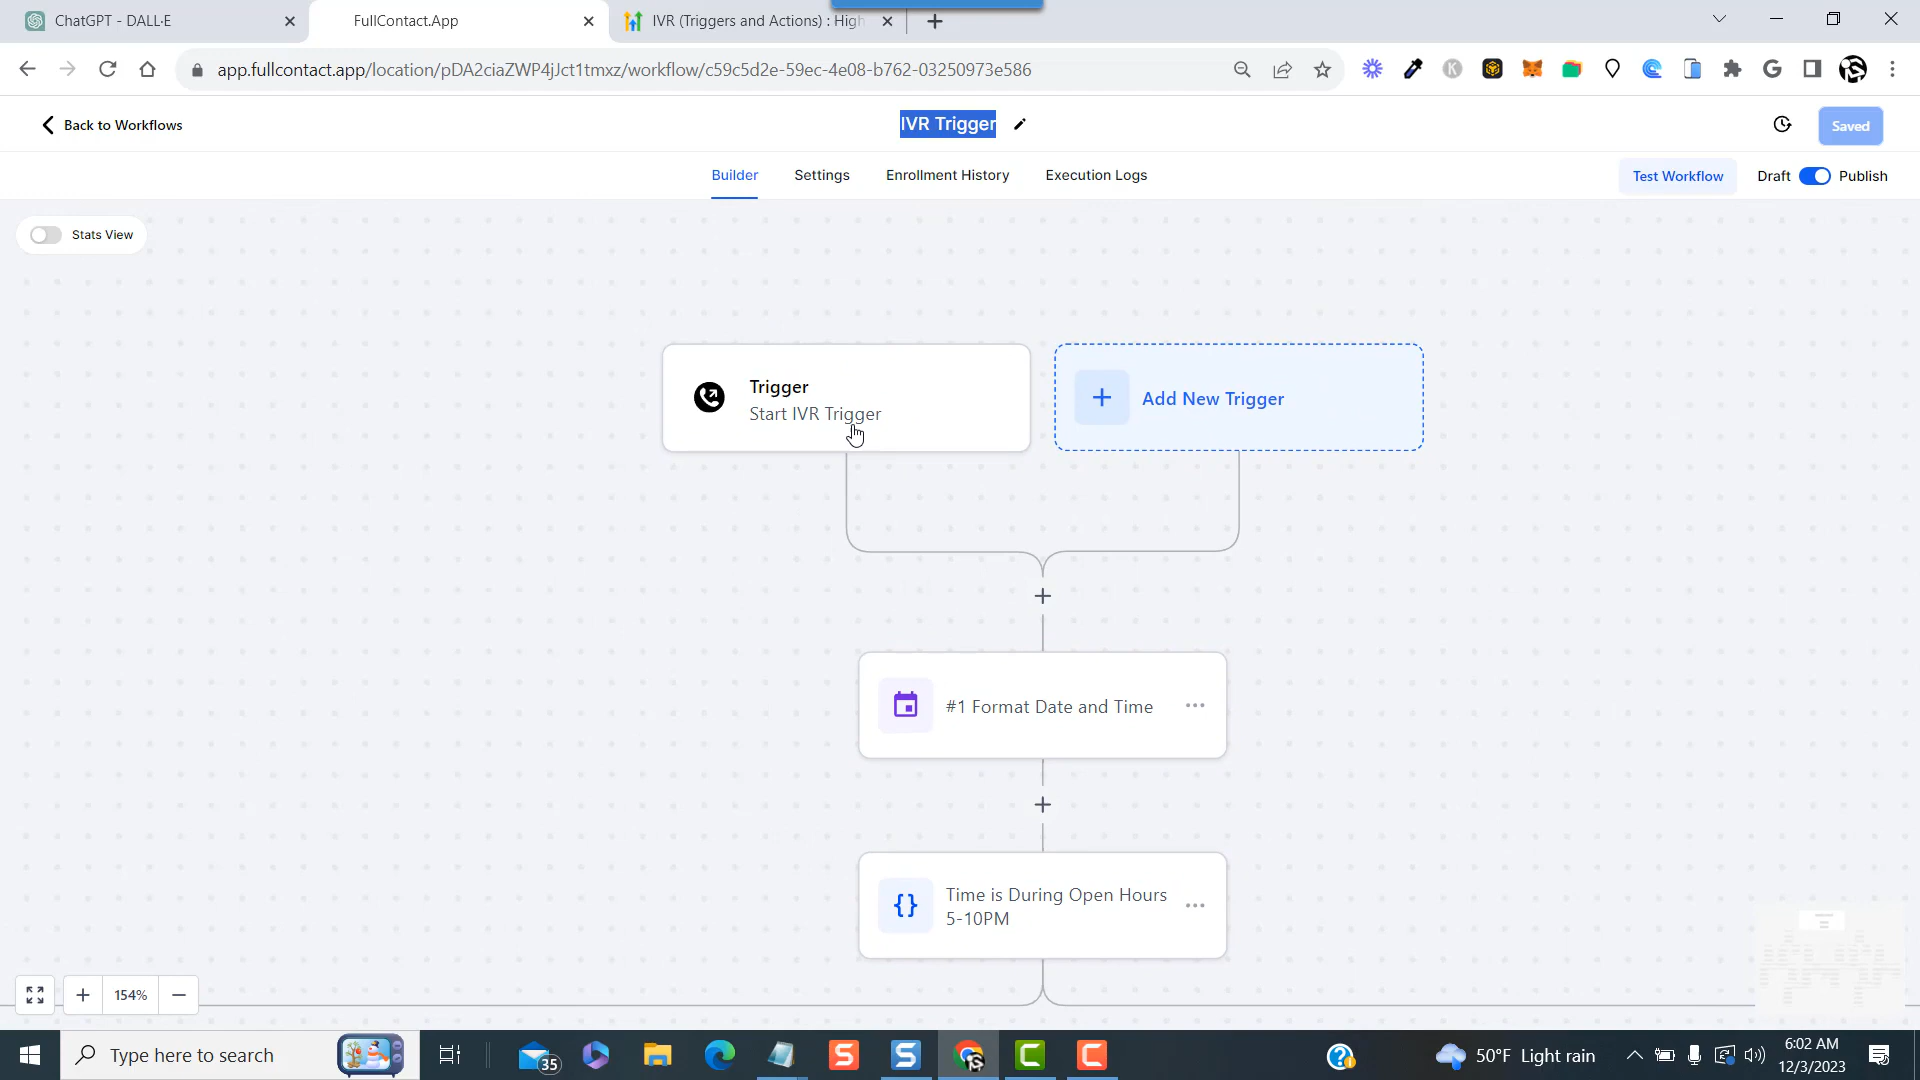 ChatGPT - DALL·E
FullContact.App
IVR (Triggers and Actions) : High
app.fullcontact.app/location/pDA2ciaZWP4jJct1tmxz/workflow/c59c5d2e-59ec-4e08-b762-03250973e586
Back to Workflows
IVR Trigger
Saved
Builder
Settings
Enrollment History
Execution Logs
Test Workflow
Draft
Publish
Stats View
Trigger
Start IVR Trigger
Add New Trigger
#1 Format Date and Time
Time is During Open Hours
5-10PM
154%
Type here to search
35
50°F Light rain
6:02 AM
12/3/2023